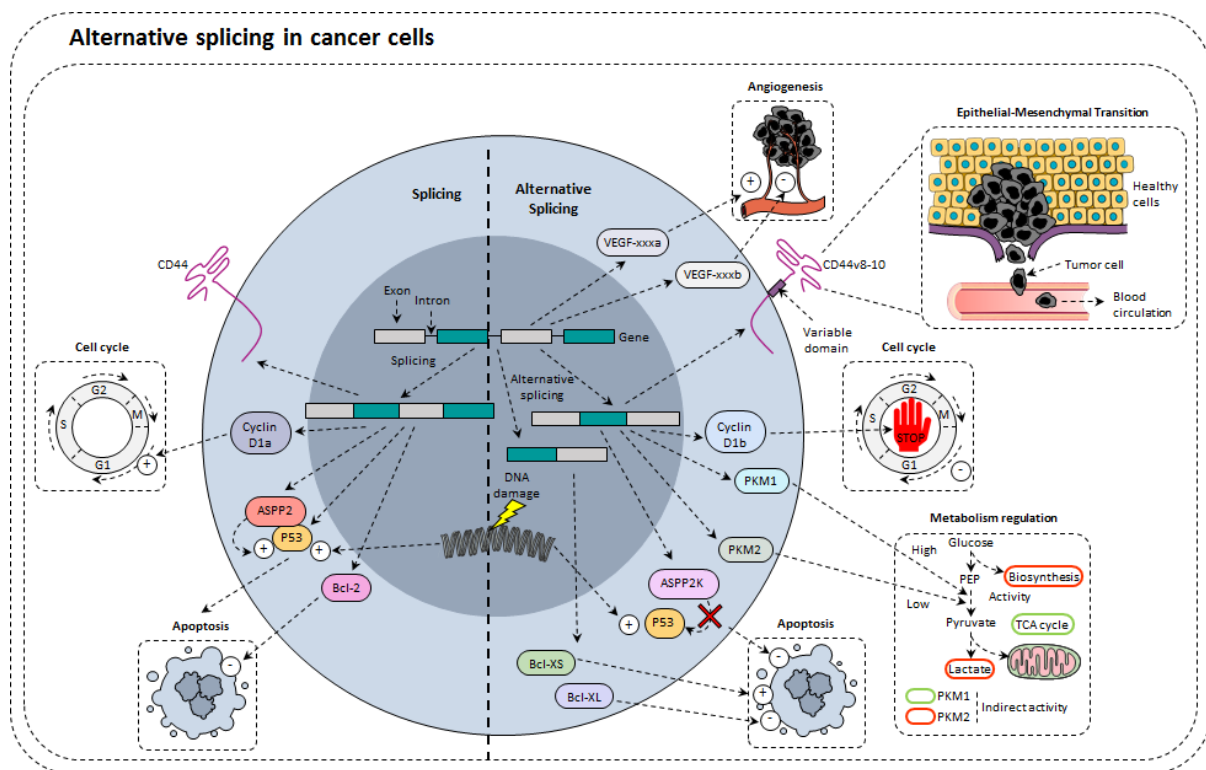 Alternative splicing in cancer cells
Angiogenesis
+
-
Epithelial-Mesenchymal Transition
Healthy
cells
Tumor cell
Blood
circulation
Splicing
Alternative
Splicing
VEGF-xxxa
VEGF-xxxb
CD44
CD44v8-10
Variable
domain
Exon
Intron
Gene
Splicing
Alternative
splicing
Cell cycle
G2
S
M
G1
+
Cyclin
D1a
Cyclin
D1b
Cell cycle
G2
S
M
STOP
G1
-
PKM1
DNA
damage
ASPP2
P53
+
+
Bcl-2
PKM2
ASPP2K
+
P53
Apoptosis
-
Bcl-XS
Bcl-XL
Apoptosis
-
+
-
Metabolism regulation
High
Glucose
Biosynthesis
PEP
Activity
Low
Pyruvate
TCA cycle
Lactate
PKM1
PKM2
Indirect activity